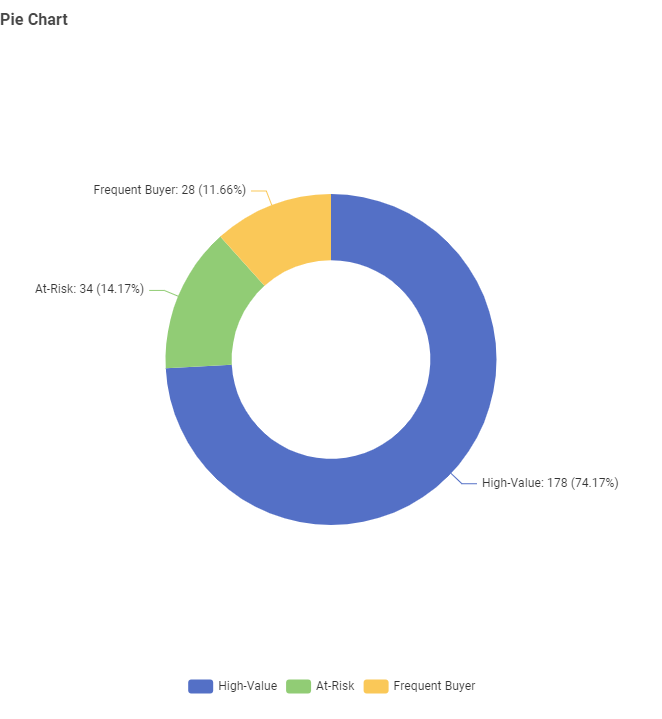 Pie Chart
Frequent Buyer: 28 (11.66%)
At-Risk: 34 (14.17%)
High-Value: 178 (74.17%)
High-Value
At-Risk
Frequent Buyer